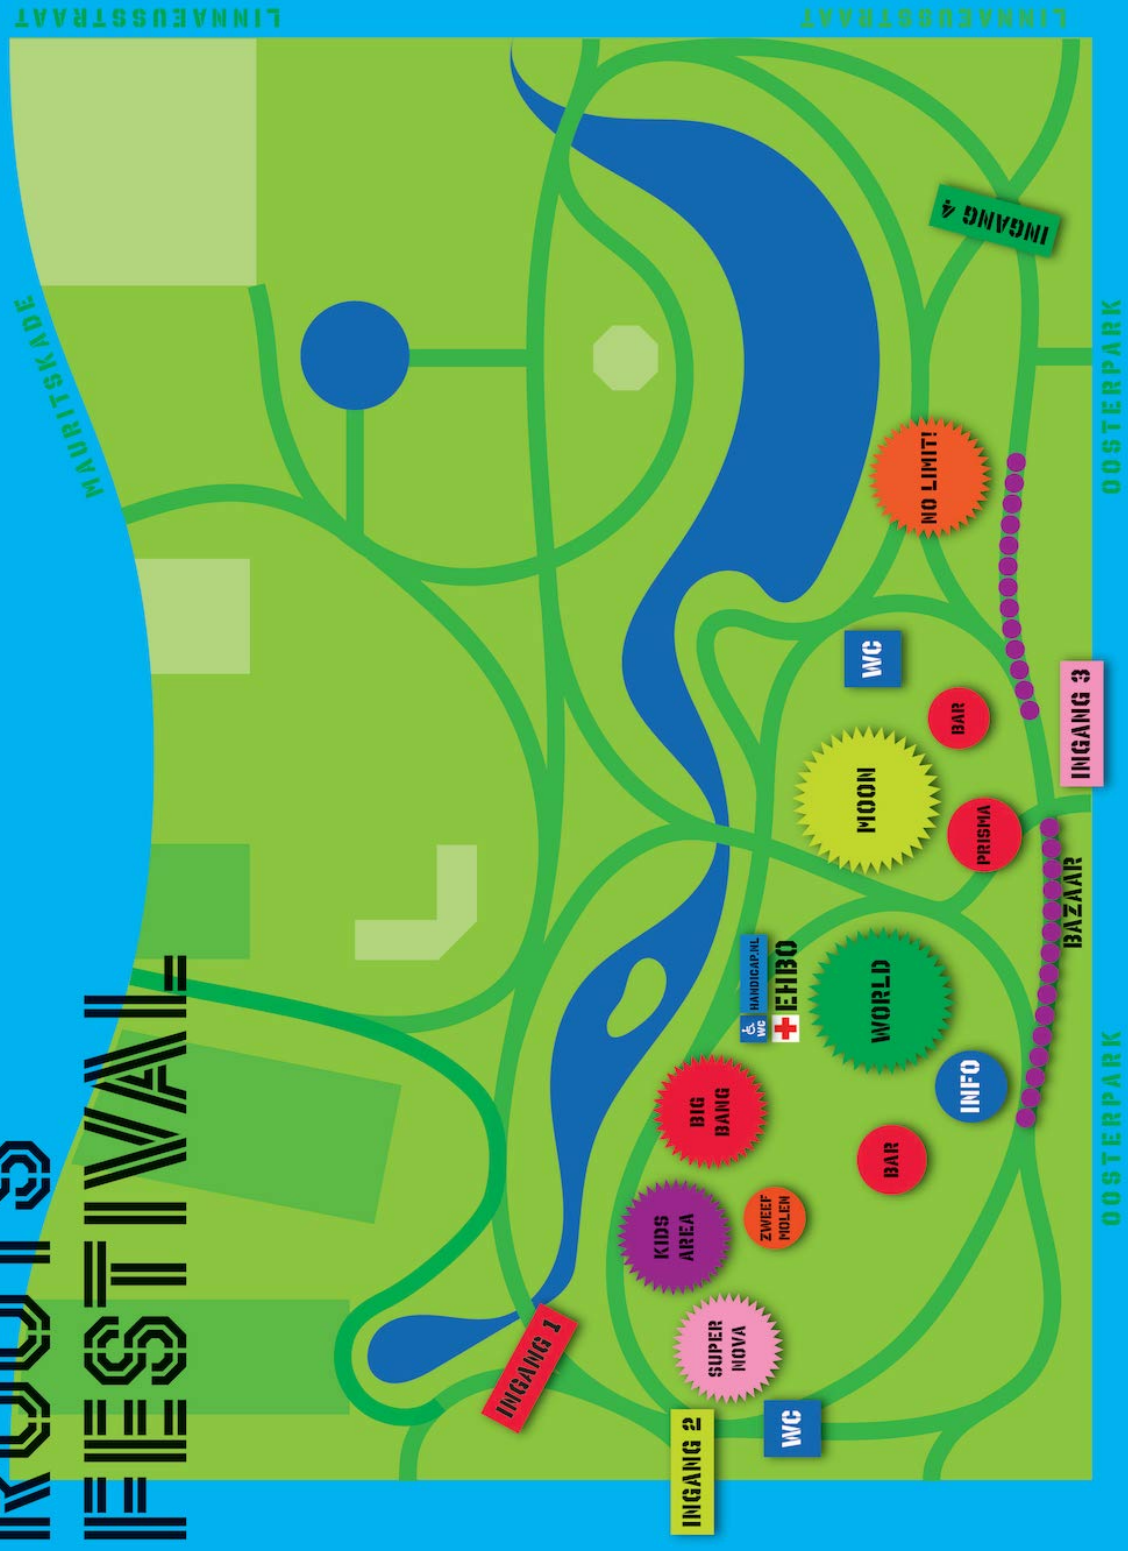 ROOTS
FESTIVAL
MAURITSKADE
LINNAEUSSTRAAT
INGANG 1
KIDS
AREA
BIG
BANG
INGANG 2
SUPER
NOVA
ZWEEF
MOLEN
WC
HANDICAP.NL
EHBO
WC
BAR
WORLD
MOON
WC
INFO
PRISMA
BAR
NO LIMIT!
INGANG 4
BAZAAR
INGANG 3
LINNAEUSSTRAAT
OOSTERPARK
OOSTERPARK